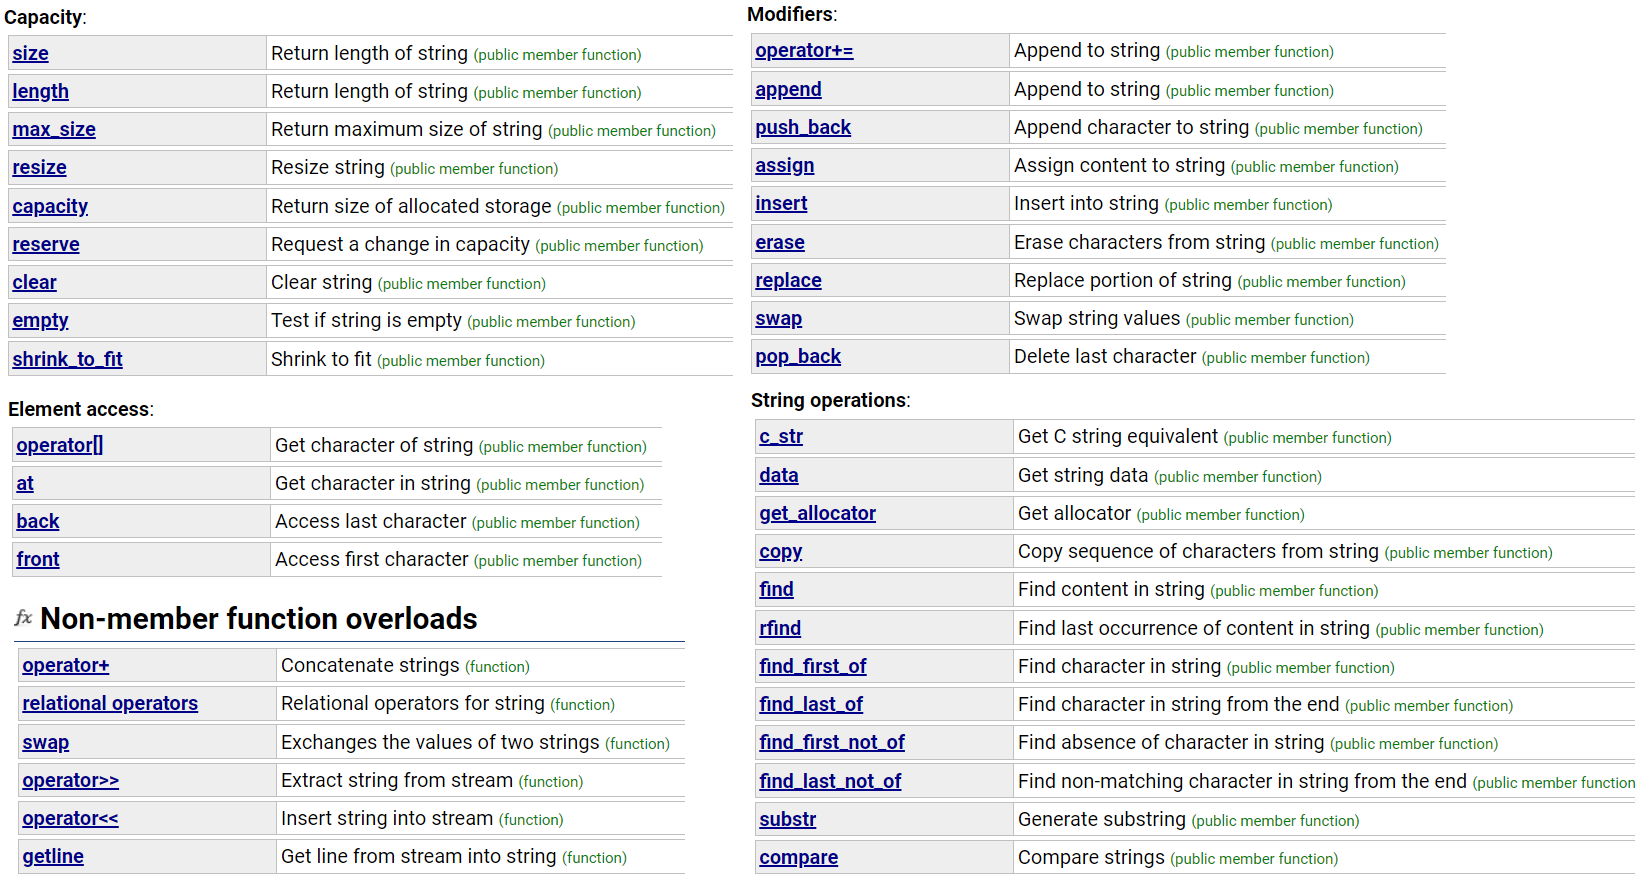 Capacity:
size Return length of string (public member function)
length Return length of string (public member function)
max_size Return maximum size of string (public member function)
resize Resize string (public member function)
capacity Return size of allocated storage (public member function)
reserve Request a change in capacity (public member function)
clear Clear string (public member function)
empty Test if string is empty (public member function)
shrink_to_fit Shrink to fit (public member function)
Element access:
operator[] Get character of string (public member function)
at Get character in string (public member function)
back Access last character (public member function)
front Access first character (public member function)
fx Non-member function overloads
operator+ Concatenate strings (function)
relational operators Relational operators for string (function)
swap Exchanges the values of two strings (function)
operator>> Extract string from stream (function)
operator<< Insert string into stream (function)
getline Get line from stream into string (function)
Modifiers:
operator+= Append to string (public member function)
append Append to string (public member function)
push_back Append character to string (public member function)
assign Assign content to string (public member function)
insert Insert into string (public member function)
erase Erase characters from string (public member function)
replace Replace portion of string (public member function)
swap Swap string values (public member function)
pop_back Delete last character (public member function)
String operations:
c_str Get C string equivalent (public member function)
data Get string data (public member function)
get_allocator Get allocator (public member function)
copy Copy sequence of characters from string (public member function)
find Find content in string (public member function)
rfind Find last occurrence of content in string (public member function)
find_first_of Find character in string (public member function)
find_last_of Find character in string from the end (public member function)
find_first_not_of Find absence of character in string (public member function)
find_last_not_of Find non-matching character in string from the end (public member function
substr Generate substring (public member function)
compare Compare strings (public member function)